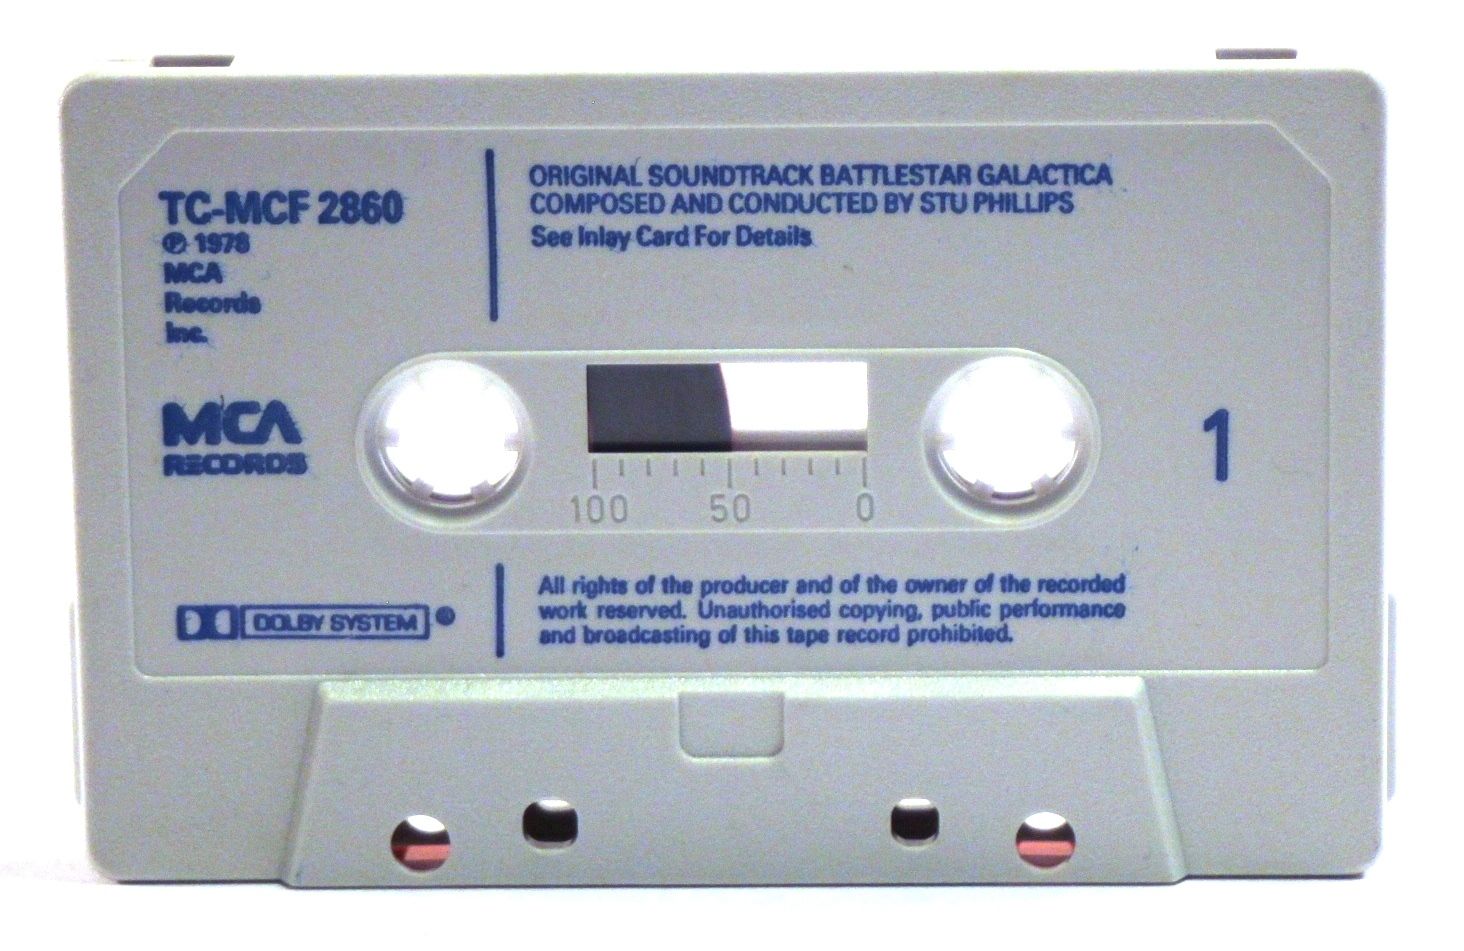 TC-MCF 2860
℗ 1978
MCA
Records
Inc.
ORIGINAL SOUNDTRACK BATTLESTAR GALACTICA
COMPOSED AND CONDUCTED BY STU PHILLIPS
See Inlay Card For Details
MCA
RECORDS
100 50 0
1
DOLBY SYSTEM ®
All rights of the producer and of the owner of the recorded
work reserved. Unauthorised copying, public performance
and broadcasting of this tape record prohibited.